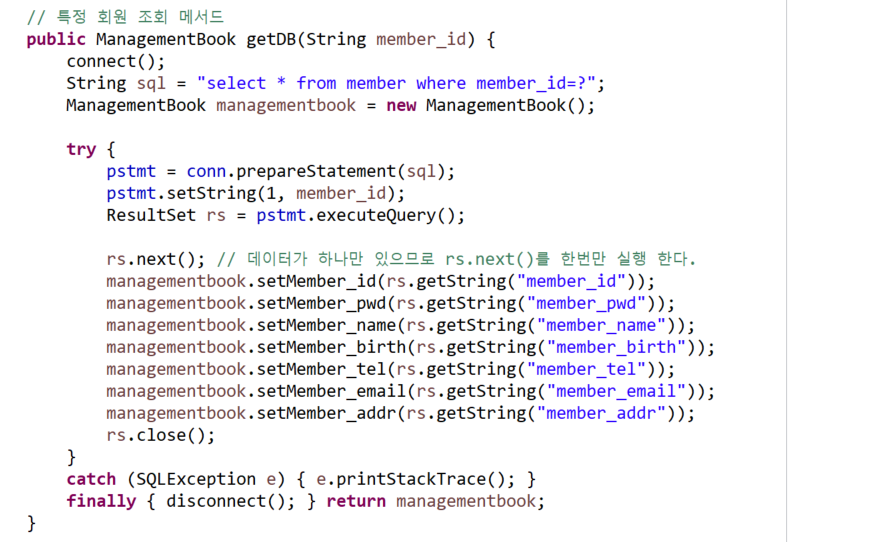 // 특정 회원 조회 메서드
public ManagementBook getDB(String member_id) {
connect();
String sql = "select * from member where member_id=?";
ManagementBook managementbook = new ManagementBook();
try {
pstmt = conn.prepareStatement(sql);
pstmt.setString(1, member_id);
ResultSet rs = pstmt.executeQuery();
rs.next(); // 데이터가 하나만 있으므로 rs.next()를 한번만 실행 한다.
managementbook.setMember_id(rs.getString("member_id"));
managementbook.setMember_pwd(rs.getString("member_pwd"));
managementbook.setMember_name(rs.getString("member_name"));
managementbook.setMember_birth(rs.getString("member_birth"));
managementbook.setMember_tel(rs.getString("member_tel"));
managementbook.setMember_email(rs.getString("member_email"));
managementbook.setMember_addr(rs.getString("member_addr"));
rs.close();
}
catch (SQLException e) { e.printStackTrace(); }
finally { disconnect(); } return managementbook;
}